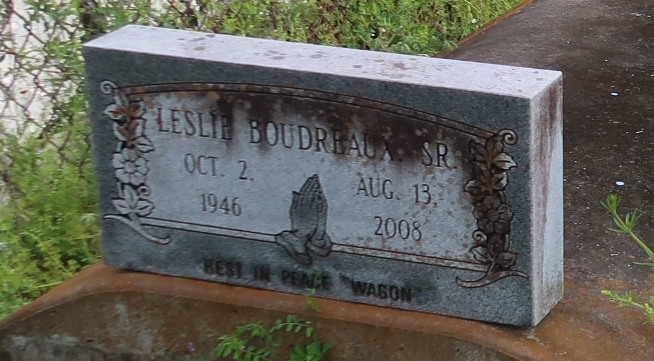 LESLIE BOUDREAUX, SR.
OCT. 2, AUG. 13,
1946 2008
REST IN PEACE "WAGON"